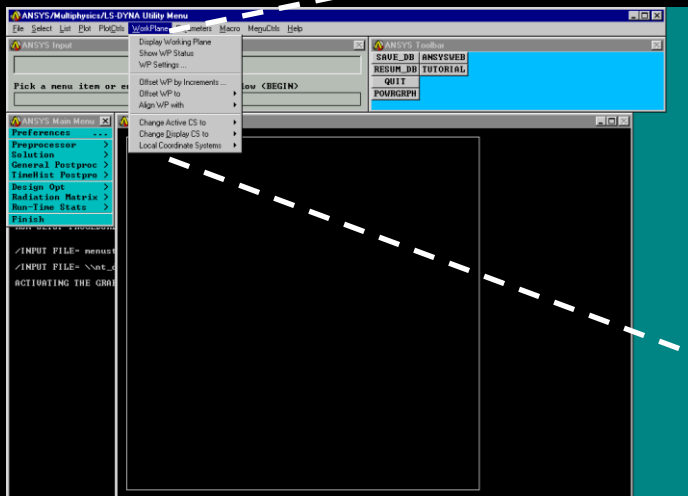 ANSYS/Multiphysics/LS-DYNA Utility Menu
File Select List Plot PlotCtrls WorkPlane Parameters Macro MenuCtrls Help
ANSYS Input
Display Working Plane
Show WP Status
WP Settings ...
Offset WP by Increments ...
Offset WP to
Align WP with
Change Active CS to
Change Display CS to
Local Coordinate Systems
Pick a menu item or
low (BEGIN)
ANSYS Toolbar
SAVE_DB ANSYSWEB
RESUM_DB TUTORIAL
QUIT
POWRGRPH
ANSYS Main Menu
Preferences ...
Preprocessor >
Solution >
General Postproc >
TimeHist Postpro >
Design Opt >
Radiation Matrix >
Run-Time Stats >
Finish
/INPUT FILE= menust
/INPUT FILE= \\nt_
ACTIVATING THE GRA